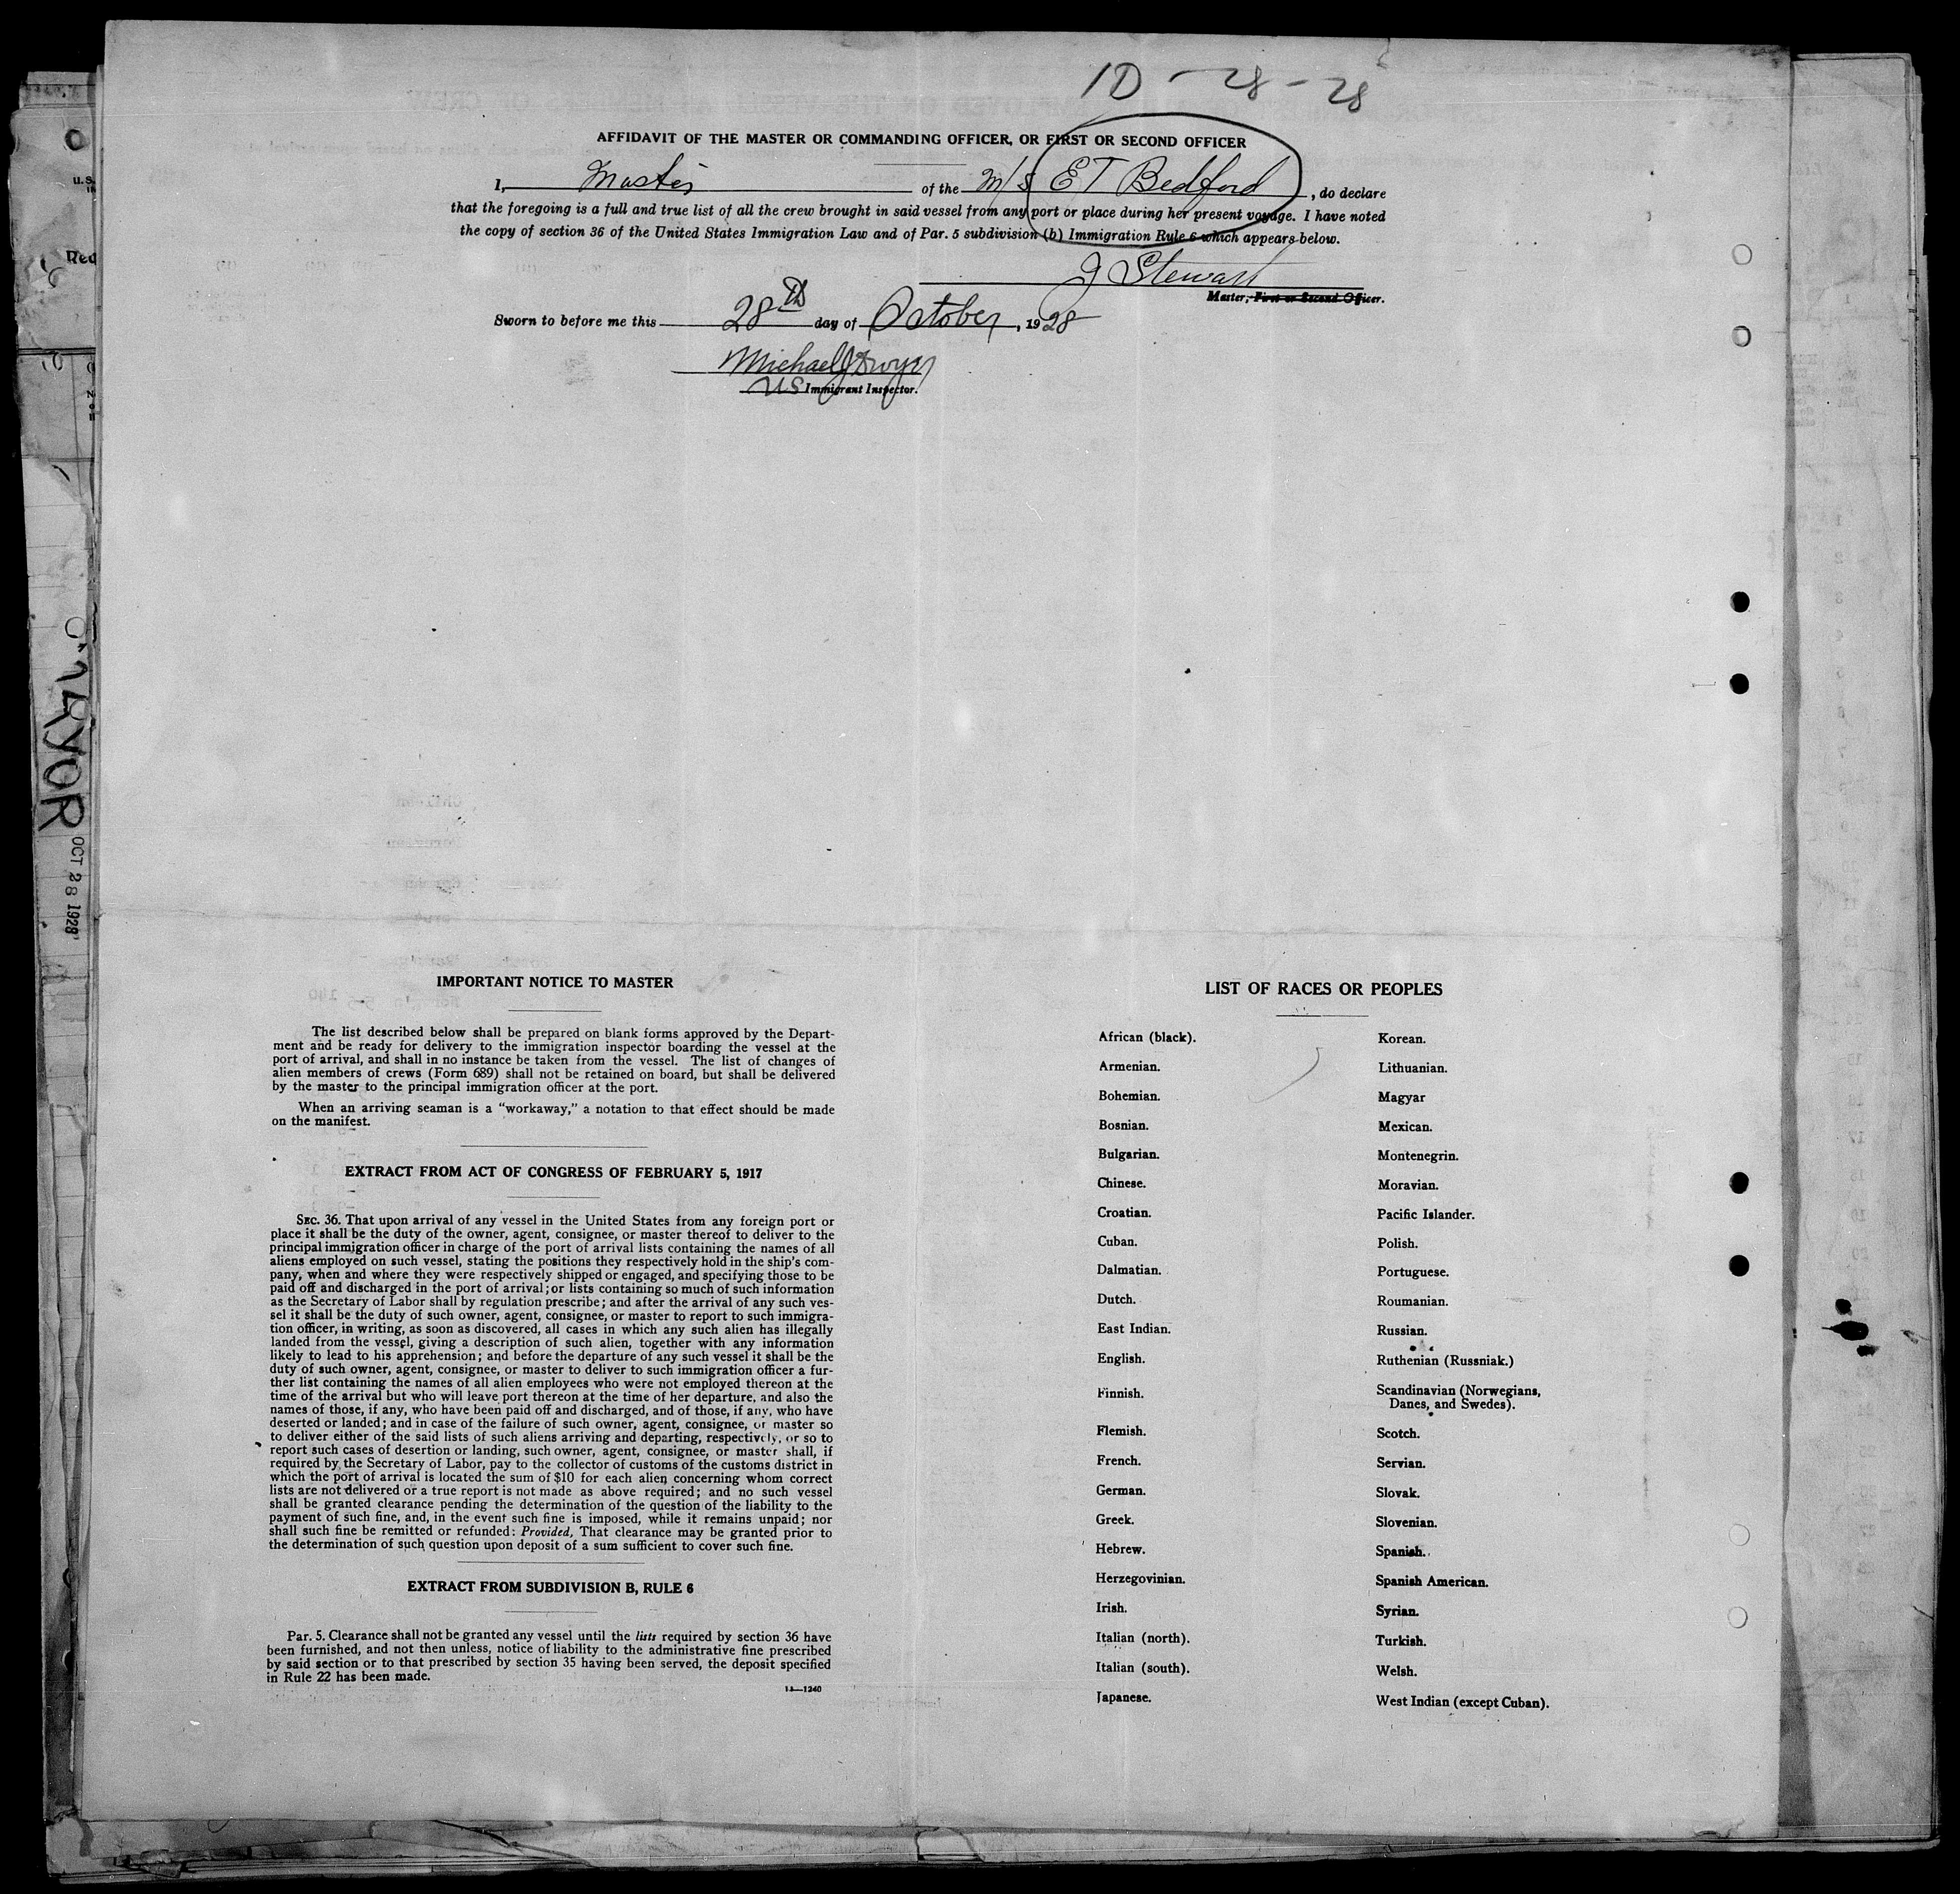 10-28-28
AFFIDAVIT OF THE MASTER OR COMMANDING OFFICER, OR FIRST OR SECOND OFFICER
I, Master of the M/S E T Bedford, do declare
that the foregoing is a full and true list of all the crew brought in said vessel from any port or place during her present voyage. I have noted
the copy of section 36 of the United States Immigration Law and of Par. 5 subdivision (b) Immigration Rule 6 which appears below.
J Stewart
Master, First or Second Officer.
Sworn to before me this 28th day of October, 1928
Michael J Dwyer
US Immigrant Inspector.
OCT 28 1928
IMPORTANT NOTICE TO MASTER
The list described below shall be prepared on blank forms approved by the Depart-
ment and be ready for delivery to the immigration inspector boarding the vessel at the
port of arrival, and shall in no instance be taken from the vessel. The list of changes of
alien members of crews (Form 689) shall not be retained on board, but shall be delivered
by the master to the principal immigration officer at the port.
When an arriving seaman is a “workaway,” a notation to that effect should be made
on the manifest.
EXTRACT FROM ACT OF CONGRESS OF FEBRUARY 5, 1917
SEC. 36. That upon arrival of any vessel in the United States from any foreign port or
place it shall be the duty of the owner, agent, consignee, or master thereof to deliver to the
principal immigration officer in charge of the port of arrival lists containing the names of all
aliens employed on such vessel, stating the positions they respectively hold in the ship's com-
pany, when and where they were respectively shipped or engaged, and specifying those to be
paid off and discharged in the port of arrival; or lists containing so much of such information
as the Secretary of Labor shall by regulation prescribe; and after the arrival of any such ves-
sel it shall be the duty of such owner, agent, consignee, or master to report to such immigra-
tion officer, in writing, as soon as discovered, all cases in which any such alien has illegally
landed from the vessel, giving a description of such alien, together with any information
likely to lead to his apprehension; and before the departure of any such vessel it shall be the
duty of such owner, agent, consignee, or master to deliver to such immigration officer a fur-
ther list containing the names of all alien employees who were not employed thereon at the
time of the arrival but who will leave port thereon at the time of her departure, and also the
names of those, if any, who have been paid off and discharged, and of those, if any, who have
deserted or landed; and in case of the failure of such owner, agent, consignee, or master so
to deliver either of the said lists of such aliens arriving and departing, respectively, or so to
report such cases of desertion or landing, such owner, agent, consignee, or master shall, if
required by the Secretary of Labor, pay to the collector of customs of the customs district in
which the port of arrival is located the sum of $10 for each alien concerning whom correct
lists are not delivered or a true report is not made as above required; and no such vessel
shall be granted clearance pending the determination of the question of the liability to the
payment of such fine, and, in the event such fine is imposed, while it remains unpaid; nor
shall such fine be remitted or refunded: Provided, That clearance may be granted prior to
the determination of such question upon deposit of a sum sufficient to cover such fine.
EXTRACT FROM SUBDIVISION B, RULE 6
Par. 5. Clearance shall not be granted any vessel until the lists required by section 36 have
been furnished, and not then unless, notice of liability to the administrative fine prescribed
by said section or to that prescribed by section 35 having been served, the deposit specified
in Rule 22 has been made.
14—1240
LIST OF RACES OR PEOPLES
African (black).
Armenian.
Bohemian.
Bosnian.
Bulgarian.
Chinese.
Croatian.
Cuban.
Dalmatian.
Dutch.
East Indian.
English.
Finnish.
Flemish.
French.
German.
Greek.
Hebrew.
Herzegovinian.
Irish.
Italian (north).
Italian (south).
Japanese.
Korean.
Lithuanian.
Magyar
Mexican.
Montenegrin.
Moravian.
Pacific Islander.
Polish.
Portuguese.
Roumanian.
Russian.
Ruthenian (Russniak.)
Scandinavian (Norwegians,
Danes, and Swedes).
Scotch.
Servian.
Slovak.
Slovenian.
Spanish.
Spanish American.
Syrian.
Turkish.
Welsh.
West Indian (except Cuban).